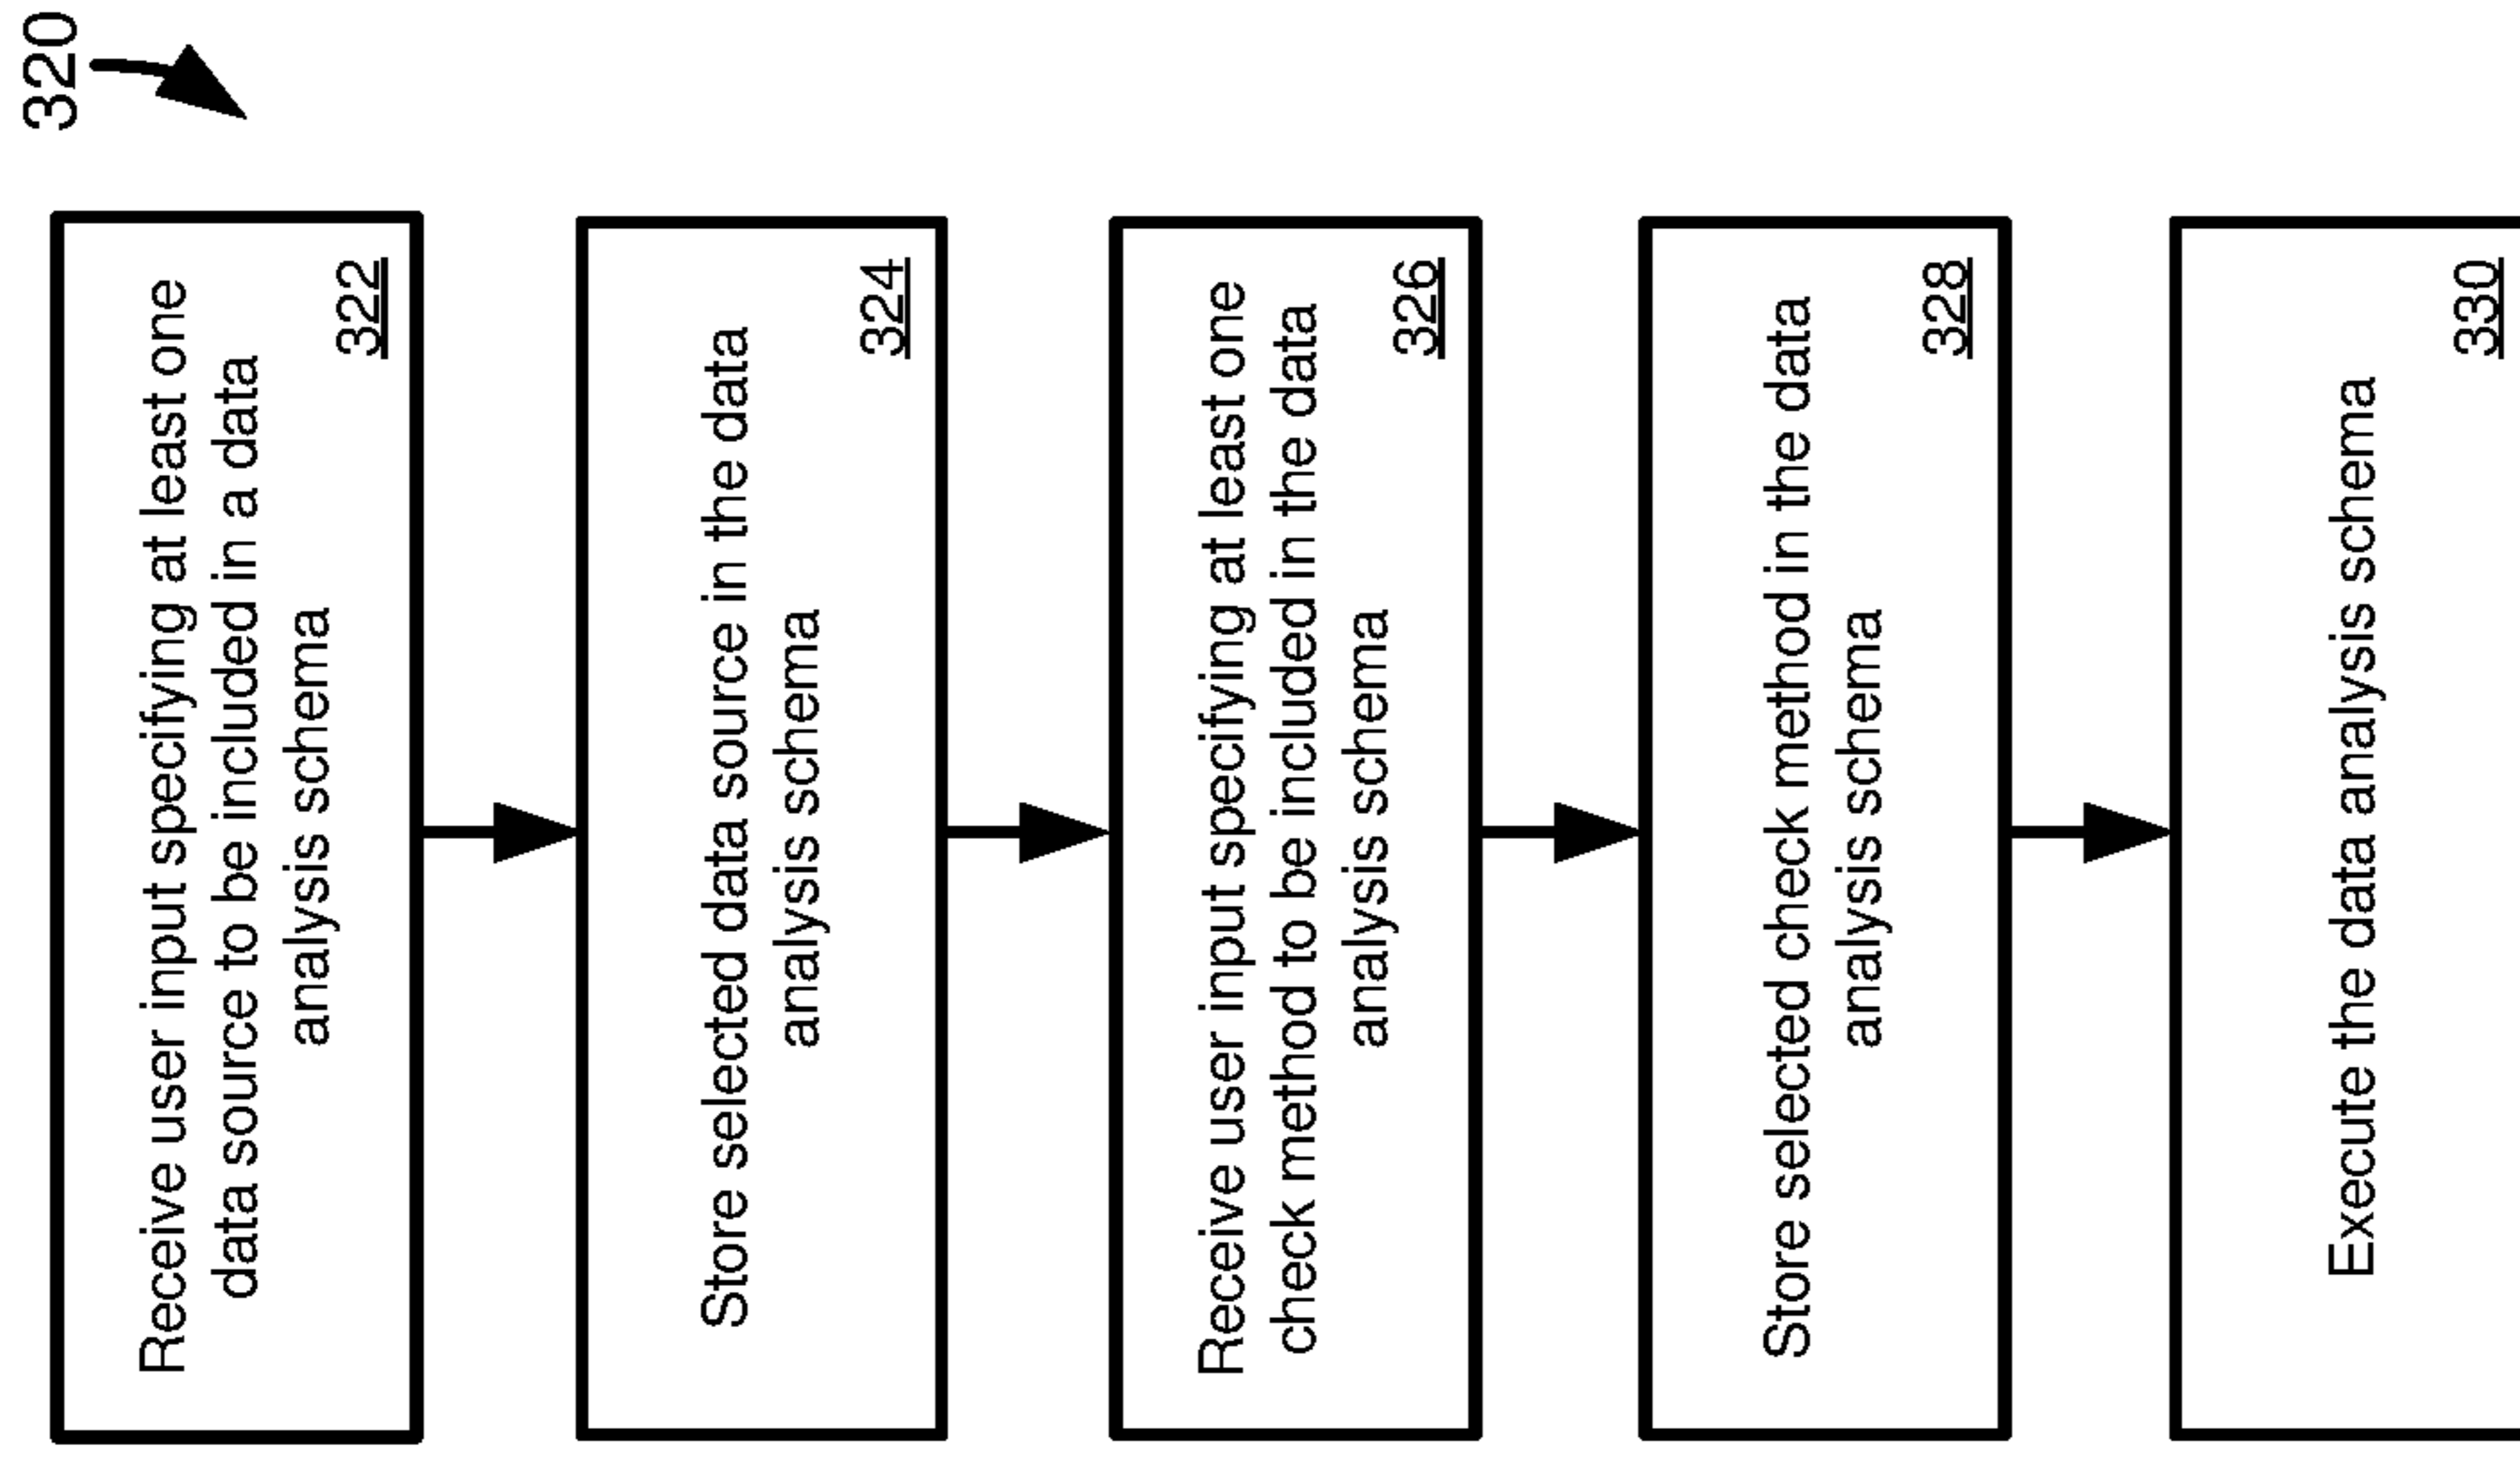 320
Receive user input specifying at least one
data source to be included in a data
analysis schema
322
Store selected data source in the data
analysis schema
324
Receive user input specifying at least one
check method to be included in the data
analysis schema
326
Store selected check method in the data
analysis schema
328
Execute the data analysis schema
330